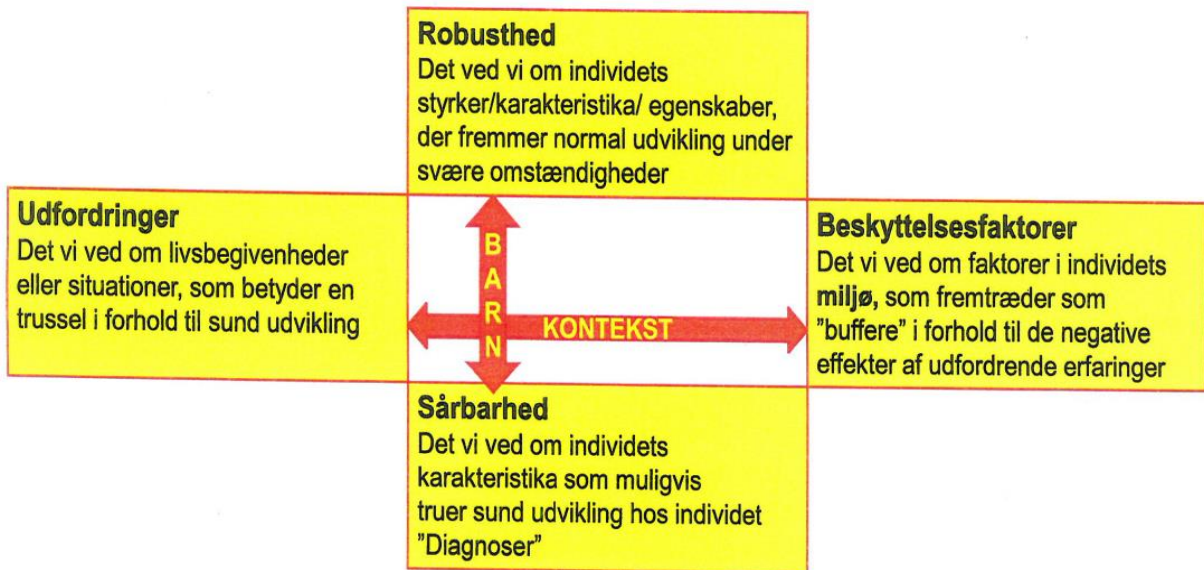 Robusthed
Det ved vi om individets
styrker/karakteristika/ egenskaber,
der fremmer normal udvikling under
svære omstændigheder
Udfordringer
Det vi ved om livsbegivenheder
eller situationer, som betyder en
trussel i forhold til sund udvikling
BARN
KONTEKST
Beskyttelsesfaktorer
Det vi ved om faktorer i individets
miljø, som fremtræder som
"buffere" i forhold til de negative
effekter af udfordrende erfaringer
Sårbarhed
Det vi ved om individets
karakteristika som muligvis
truer sund udvikling hos individet
"Diagnoser"